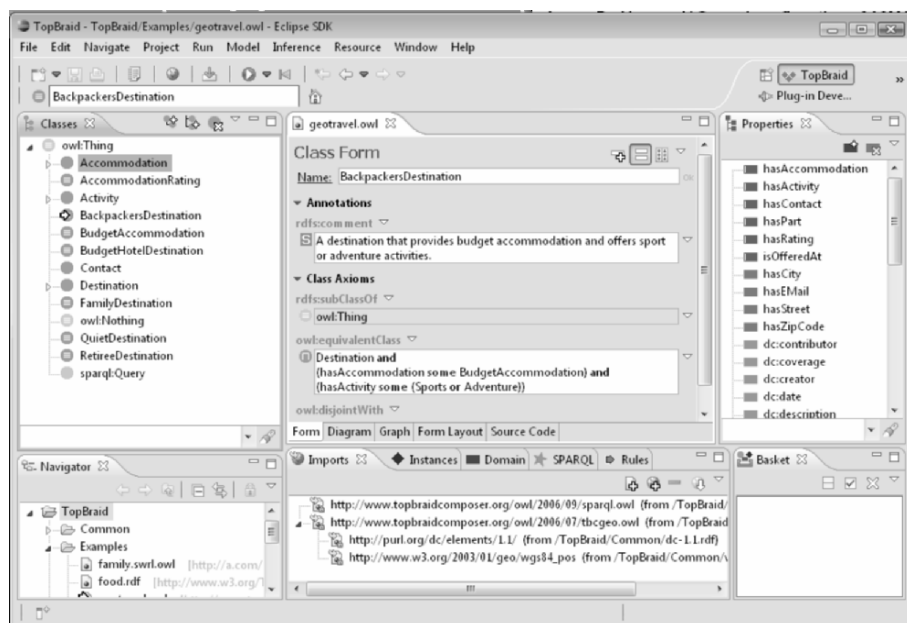 TopBraid - TopBraid/Examples/geotravel.owl - Eclipse SDK
File Edit Navigate Project Run Model Inference Resource Window Help
TopBraid
»
BackpackersDestination
Plug-in Deve...
Classes
owl:Thing
Accommodation
AccommodationRating
Activity
BackpackersDestination
BudgetAccommodation
BudgetHotelDestination
Contact
Destination
FamilyDestination
owl:Nothing
QuietDestination
RetireeDestination
sparql:Query
geotravel.owl
Class Form
Name: BackpackersDestination
Ok
Annotations
rdfs:comment
S A destination that provides budget accommodation and offers sport
or adventure activities.
Class Axioms
rdfs:subClassOf
owl:Thing
owl:equivalentClass
Destination and
(hasAccommodation some BudgetAccommodation) and
(hasActivity some (Sports or Adventure))
owl:disjointWith
Form Diagram Graph Form Layout Source Code
Properties
hasAccommodation
hasActivity
hasContact
hasPart
hasRating
isOfferedAt
hasCity
hasEMail
hasStreet
hasZipCode
dc:contributor
dc:coverage
dc:creator
dc:date
dc:description
Navigator
TopBraid
Common
Examples
family.swrl.owl [http://a.com/
food.rdf [http://www.w3.org/
Imports Instances Domain SPARQL Rules
http://www.topbraidcomposer.org/owl/2006/09/sparql.owl (from /TopBraid/
http://www.topbraidcomposer.org/owl/2006/07/tbcgeo.owl (from /TopBraid
http://purl.org/dc/elements/1.1/ (from /TopBraid/Common/dc-1.1.rdf)
http://www.w3.org/2003/01/geo/wgs84_pos (from /TopBraid/Common/
Basket